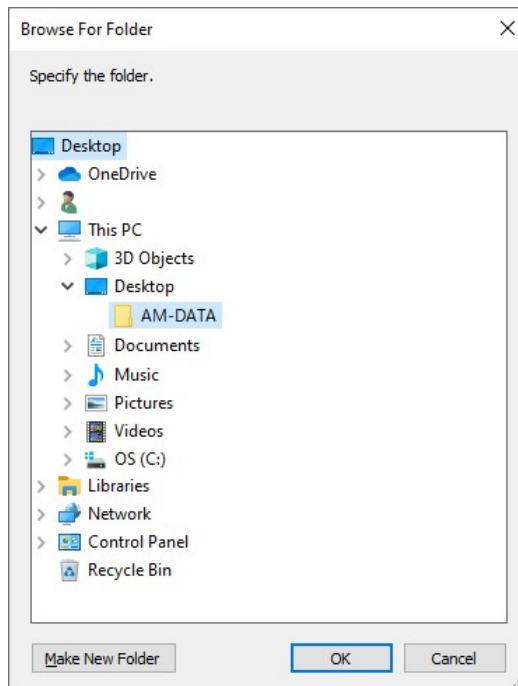 Browse For Folder
Specify the folder.
Desktop
OneDrive
This PC
3D Objects
Desktop
AM-DATA
Documents
Music
Pictures
Videos
OS (C:)
Libraries
Network
Control Panel
Recycle Bin
Make New Folder OK Cancel